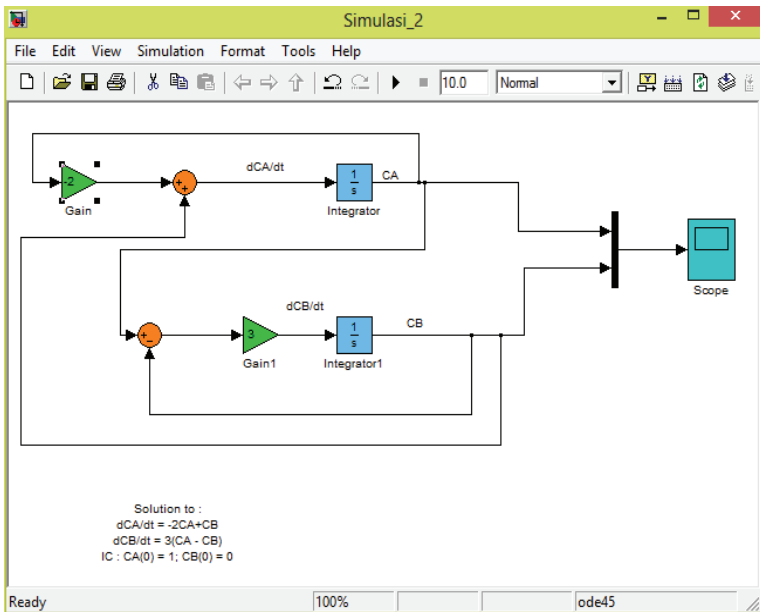 Simulasi_2
File Edit View Simulation Format Tools Help
10.0 Normal
dCA/dt
CA
-2
1
s
Gain
Integrator
Scope
dCB/dt
CB
3
1
s
Gain1
Integrator1
Solution to :
dCA/dt = -2CA+CB
dCB/dt = 3(CA - CB)
IC : CA(0) = 1; CB(0) = 0
Ready 100% ode45